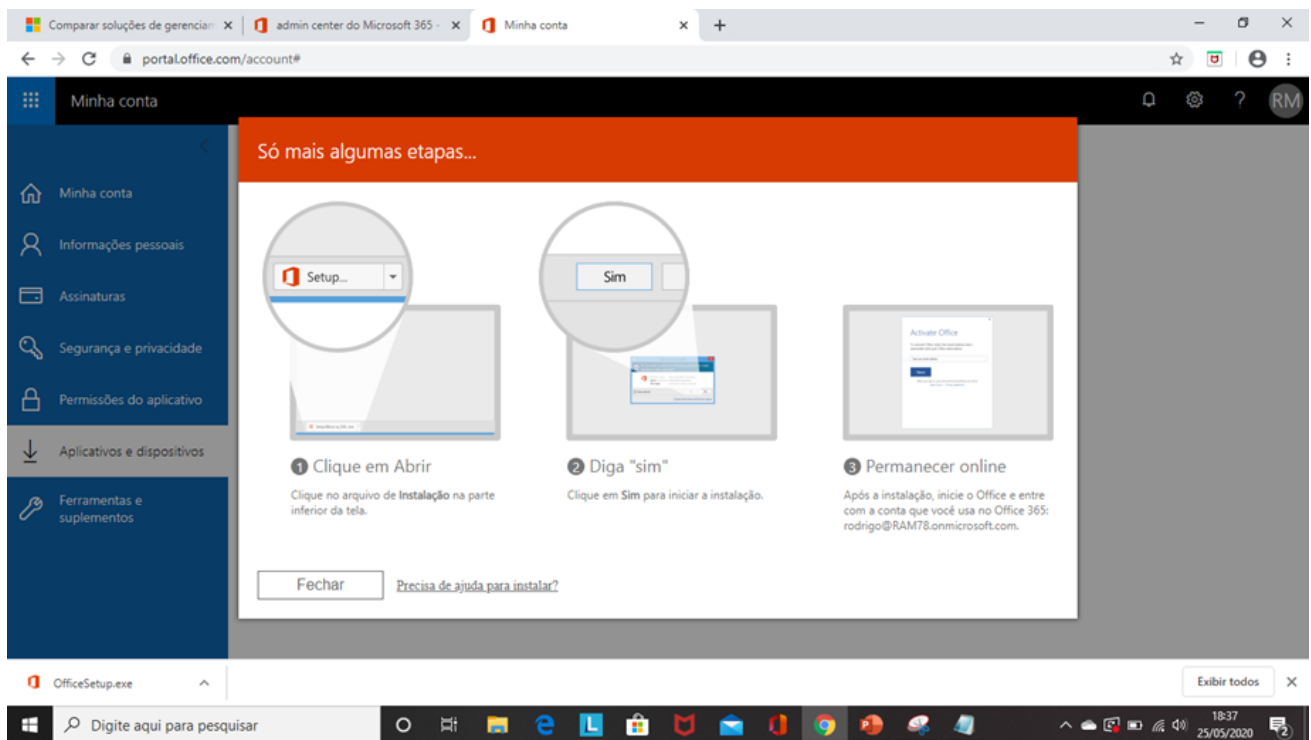 Comparar soluções de gerenciam
admin center do Microsoft 365 -
Minha conta
portal.office.com/account#
Minha conta
RM
Só mais algumas etapas...
Minha conta
Informações pessoais
Assinaturas
Segurança e privacidade
Permissões do aplicativo
Aplicativos e dispositivos
Ferramentas e
suplementos
Setup...
Sim
Activate Office
1 Clique em Abrir
Clique no arquivo de Instalação na parte
inferior da tela.
2 Diga "sim"
Clique em Sim para iniciar a instalação.
3 Permanecer online
Após a instalação, inicie o Office e entre
com a conta que você usa no Office 365:
rodrigo@RAM78.onmicrosoft.com.
Fechar
Precisa de ajuda para instalar?
OfficeSetup.exe
Exibir todos
Digite aqui para pesquisar
L
18:37
25/05/2020
2